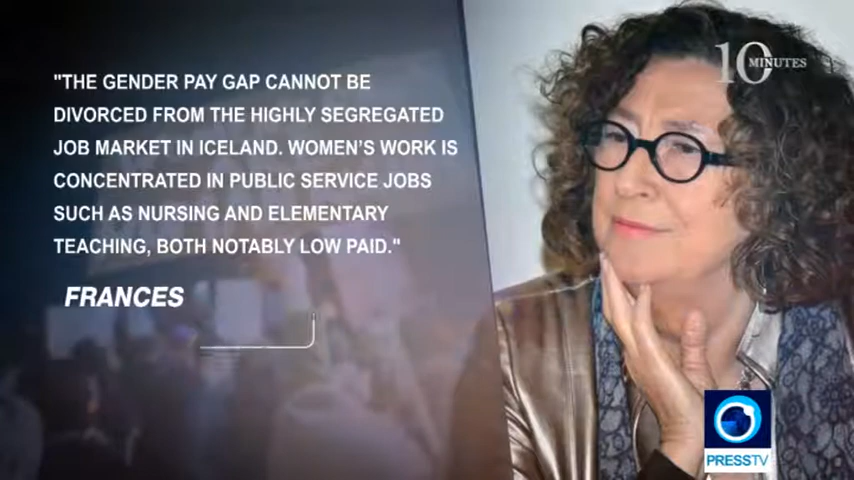 "THE GENDER PAY GAP CANNOT BE
DIVORCED FROM THE HIGHLY SEGREGATED
JOB MARKET IN ICELAND. WOMEN'S WORK IS
CONCENTRATED IN PUBLIC SERVICE JOBS
SUCH AS NURSING AND ELEMENTARY
TEACHING, BOTH NOTABLY LOW PAID."
FRANCES
10 MINUTES
PRESSTV